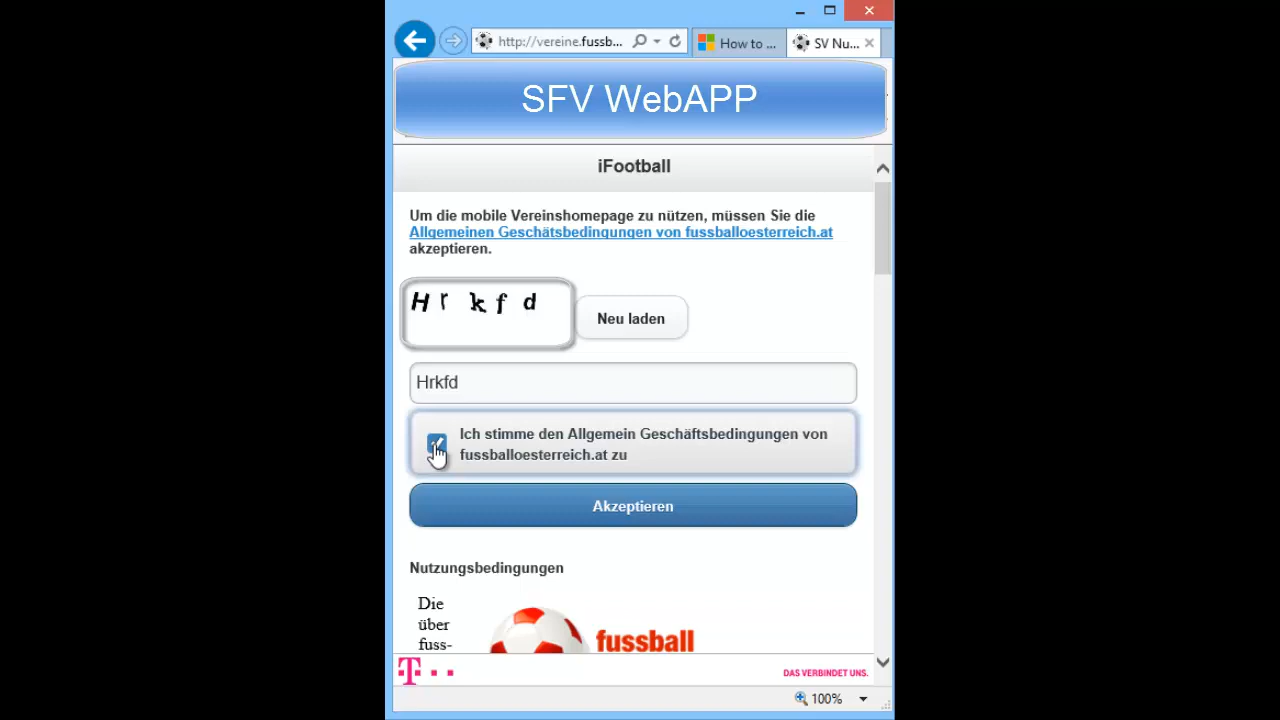 http://vereine.fussb...
How to ...
SV Nu...
SFV WebAPP
iFootball
Um die mobile Vereinshomepage zu nützen, müssen Sie die
Allgemeinen Geschätsbedingungen von fussballoesterreich.at
akzeptieren.
H r k f d
Neu laden
Hrkfd
Ich stimme den Allgemein Geschäftsbedingungen von
fussballoesterreich.at zu
Akzeptieren
Nutzungsbedingungen
Die
über
fuss-
fussball
T
DAS VERBINDET UNS.
100%